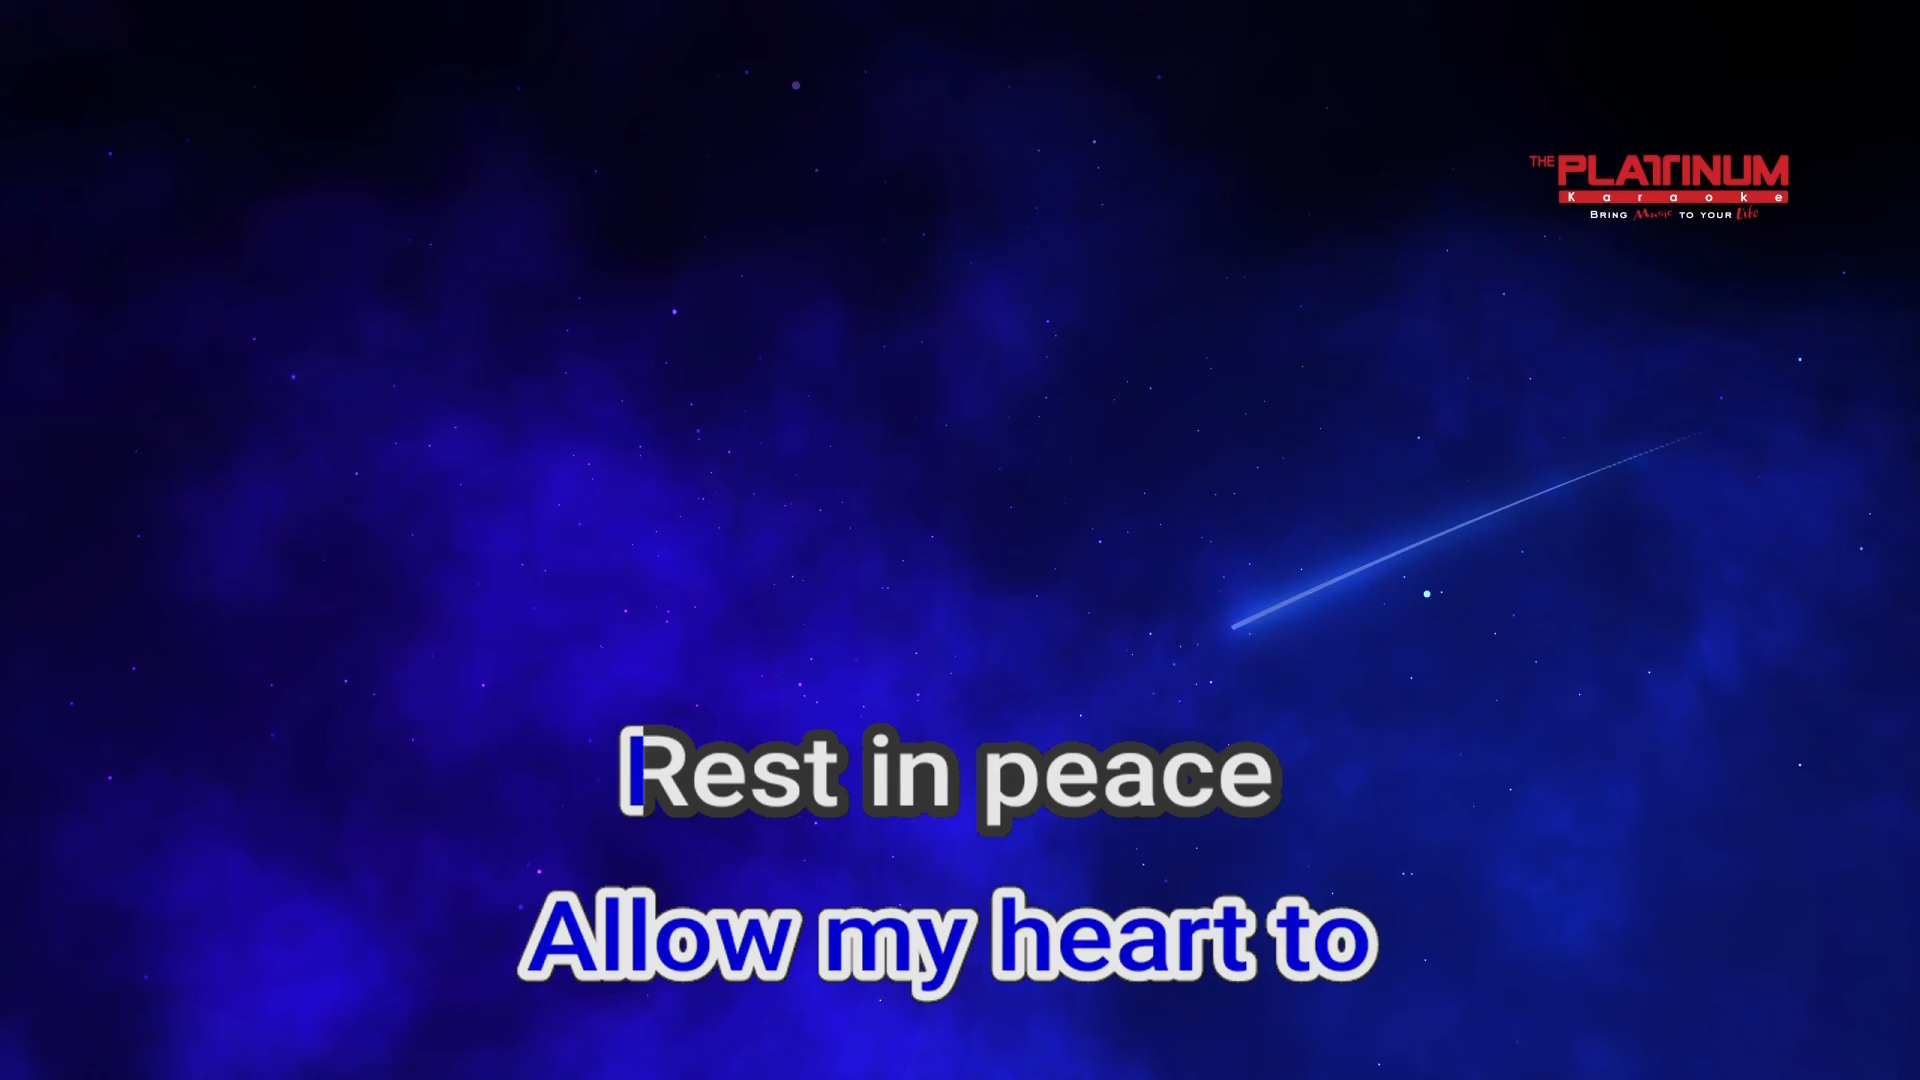 THE PLATINUM
Karaoke
BRING Music TO YOUR Life
Rest in peace
Allow my heart to